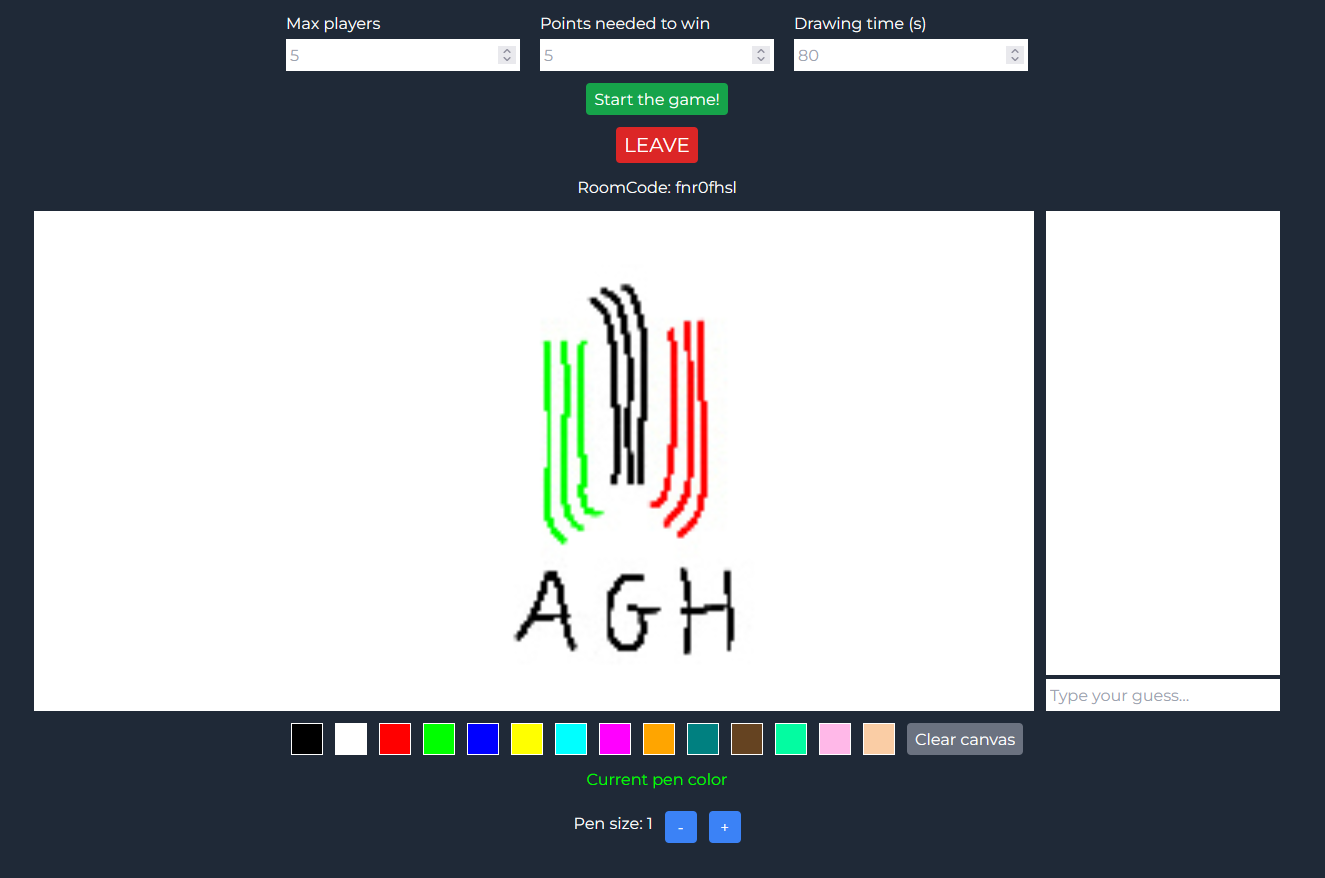 Max players Points needed to win Drawing time (s)
5 5 80
Start the game!
LEAVE
RoomCode: fnr0fhsl
A G H
Type your guess...
Clear canvas
Current pen color
Pen size: 1 - +